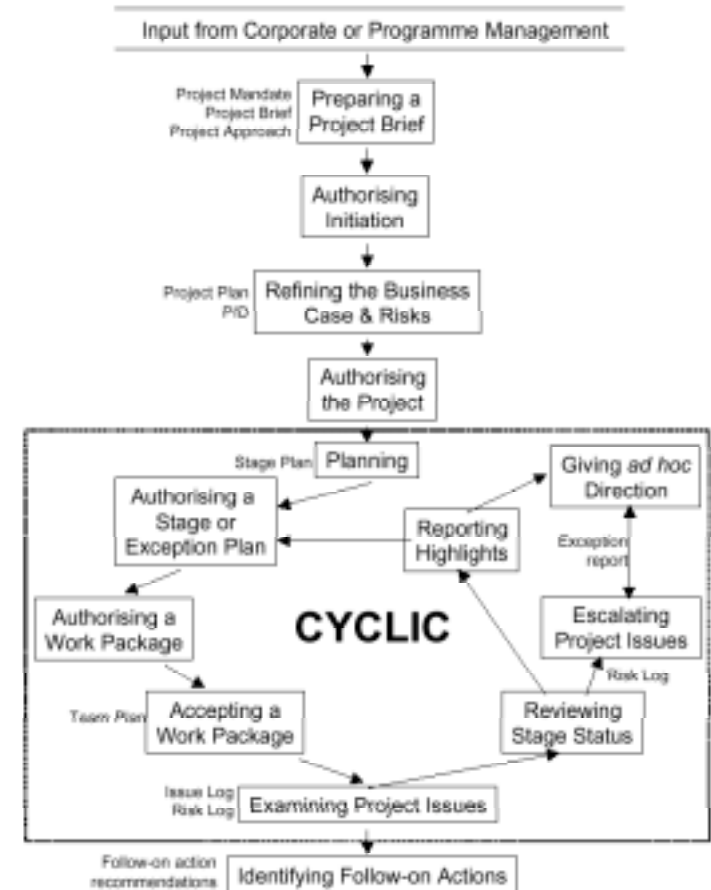 Input from Corporate or Programme Management
Project Mandate
Project Brief
Project Approach
Preparing a
Project Brief
Authorising
Initiation
Project Plan
PID
Refining the Business
Case & Risks
Authorising
the Project
Stage Plan
Planning
Giving ad hoc
Direction
Authorising a
Stage or
Exception Plan
Reporting
Highlights
Exception
report
Authorising a
Work Package
CYCLIC
Escalating
Project Issues
Risk Log
Team Plan
Accepting a
Work Package
Reviewing
Stage Status
Issue Log
Risk Log
Examining Project Issues
Follow-on action
recommendations
Identifying Follow-on Actions